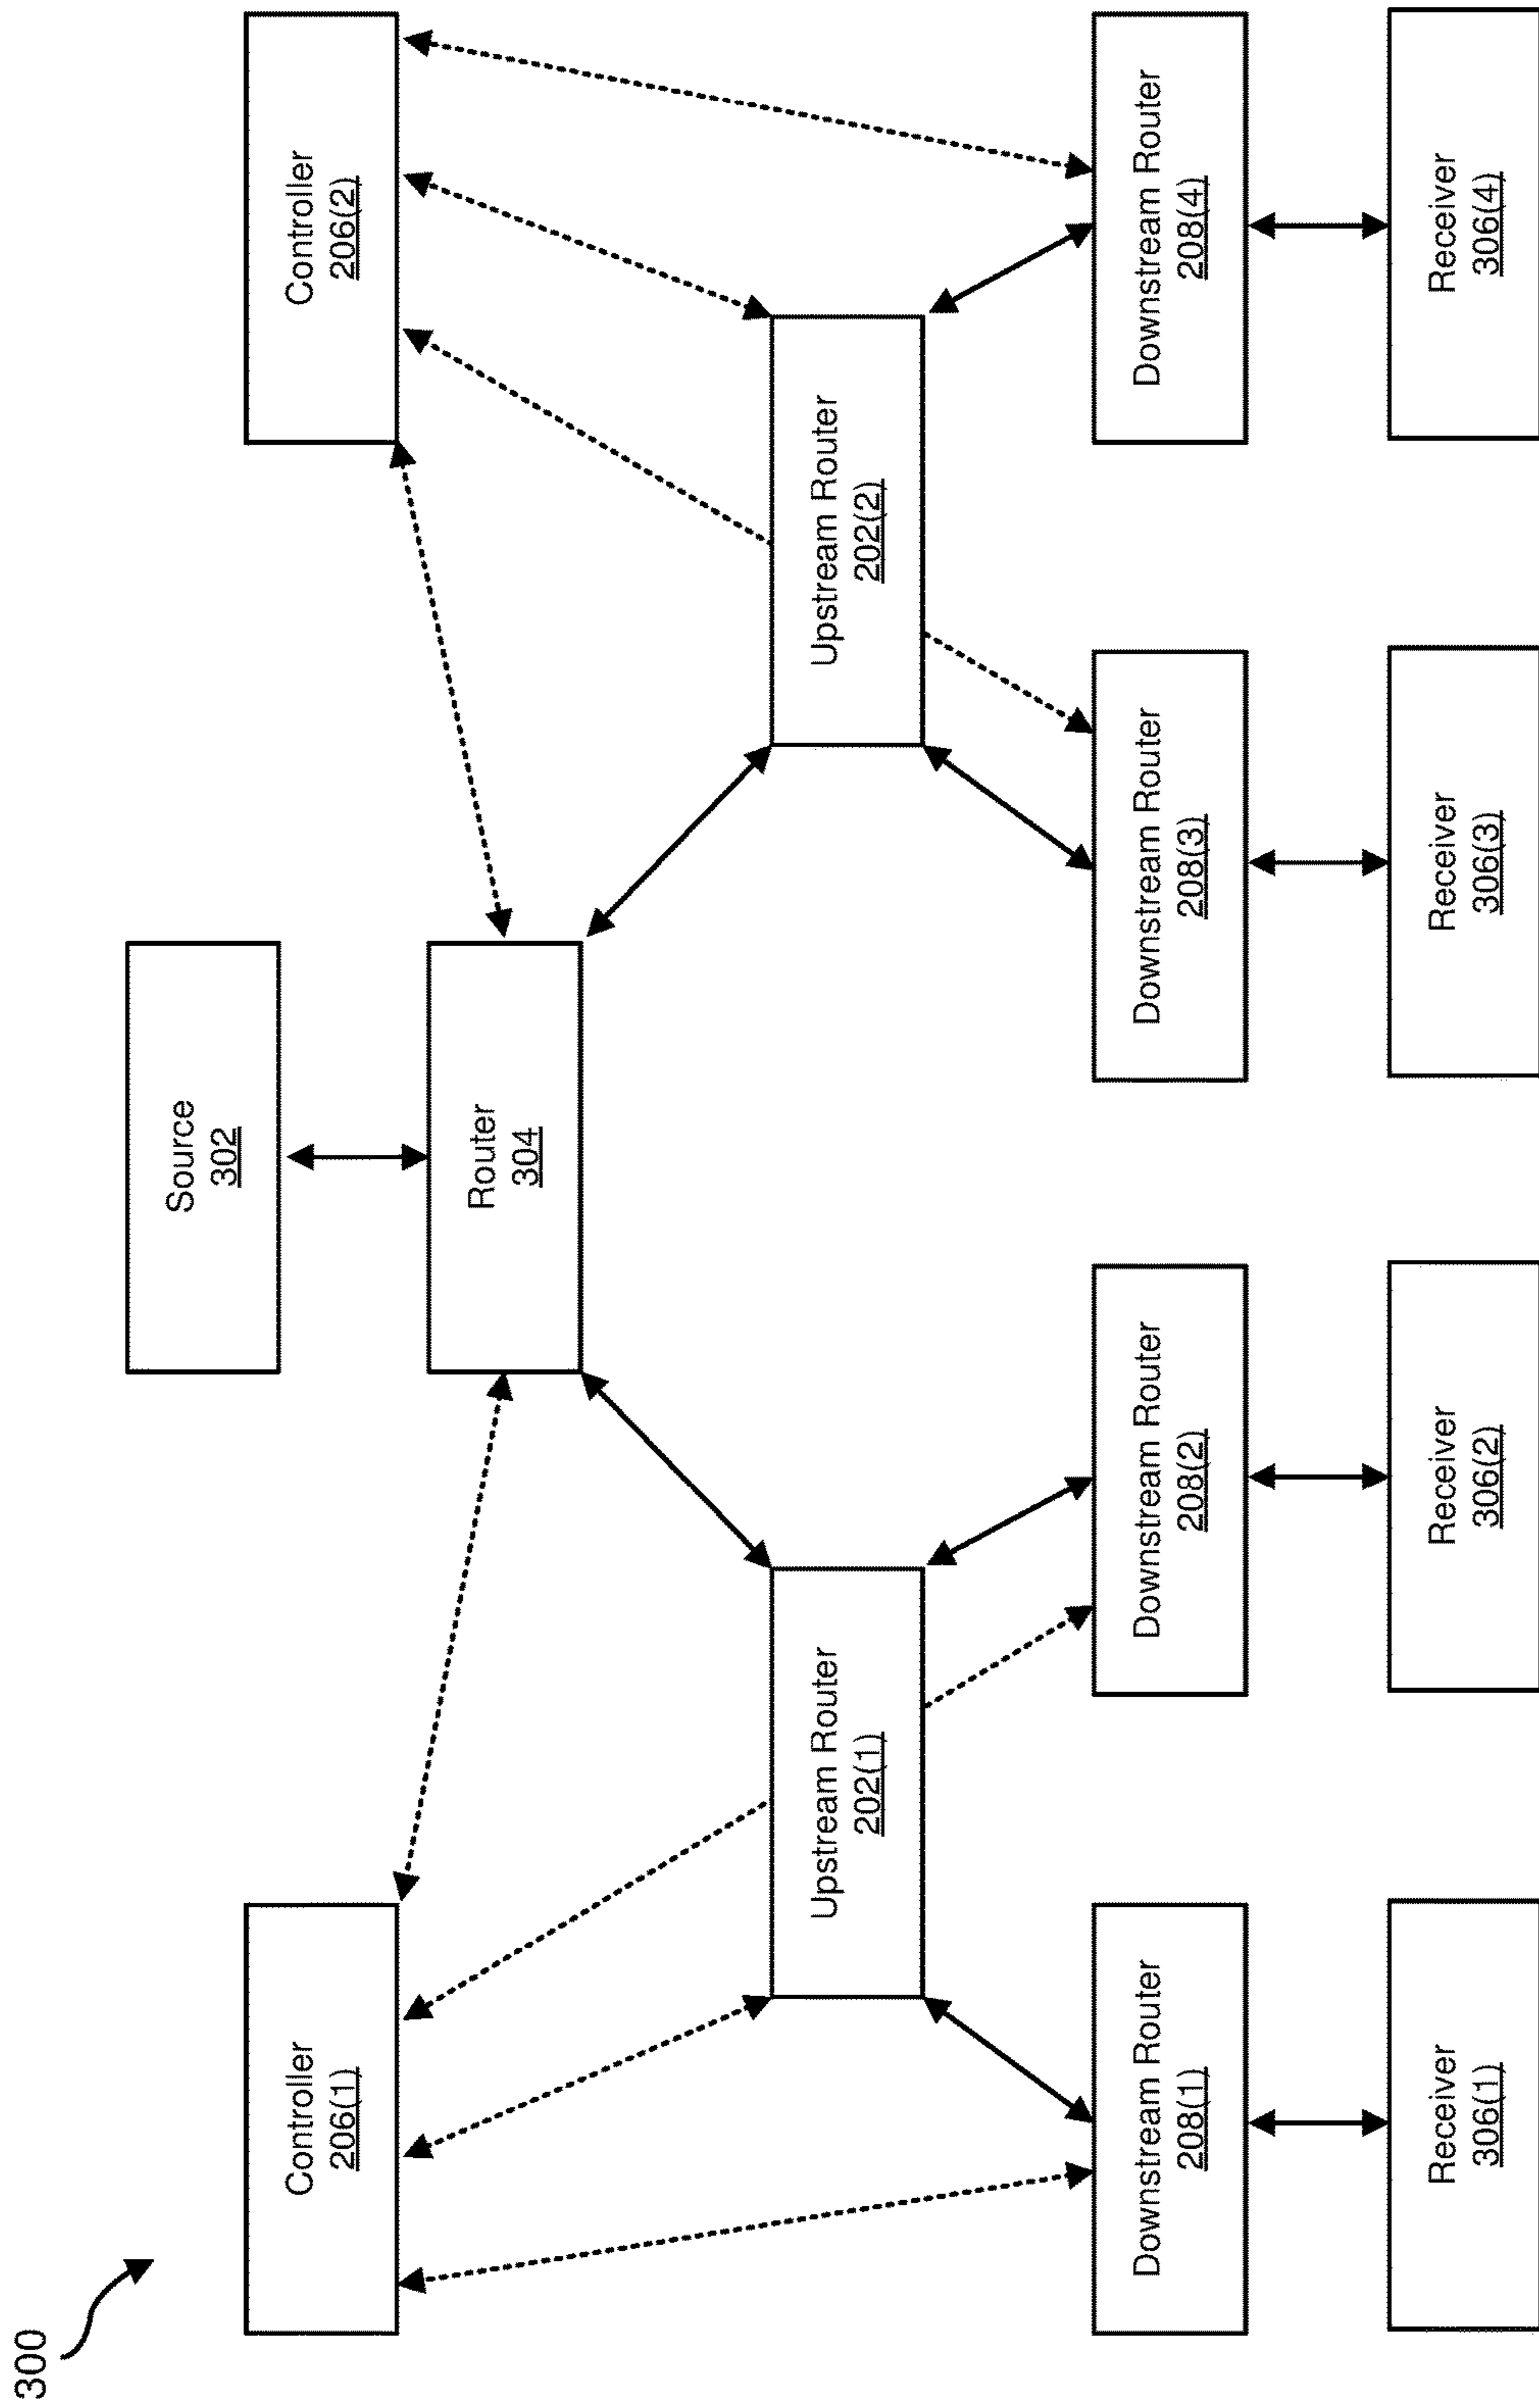 300
Source
302
Controller
206(1)
Controller
206(2)
Router
304
Upstream Router
202(1)
Upstream Router
202(2)
Downstream Router
208(1)
Downstream Router
208(2)
Downstream Router
208(3)
Downstream Router
208(4)
Receiver
306(1)
Receiver
306(2)
Receiver
306(3)
Receiver
306(4)